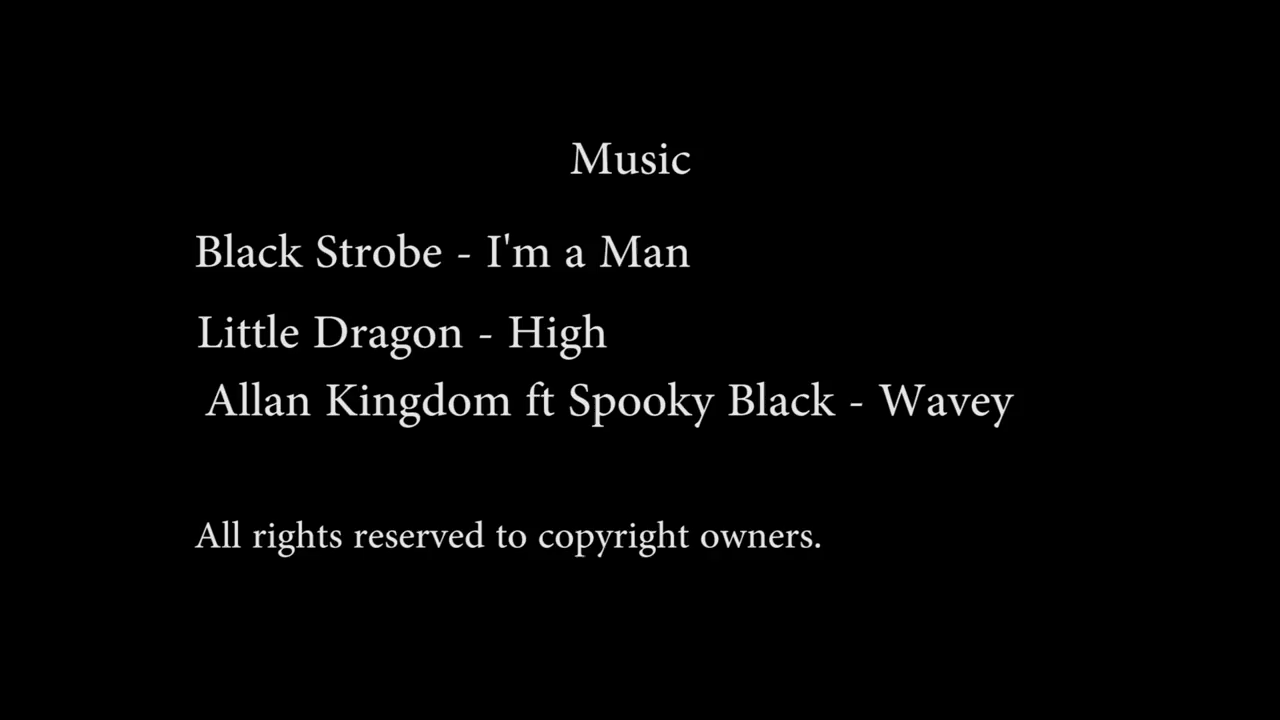 Music
Black Strobe - I'm a Man
Little Dragon - High
Allan Kingdom ft Spooky Black - Wavey
All rights reserved to copyright owners.